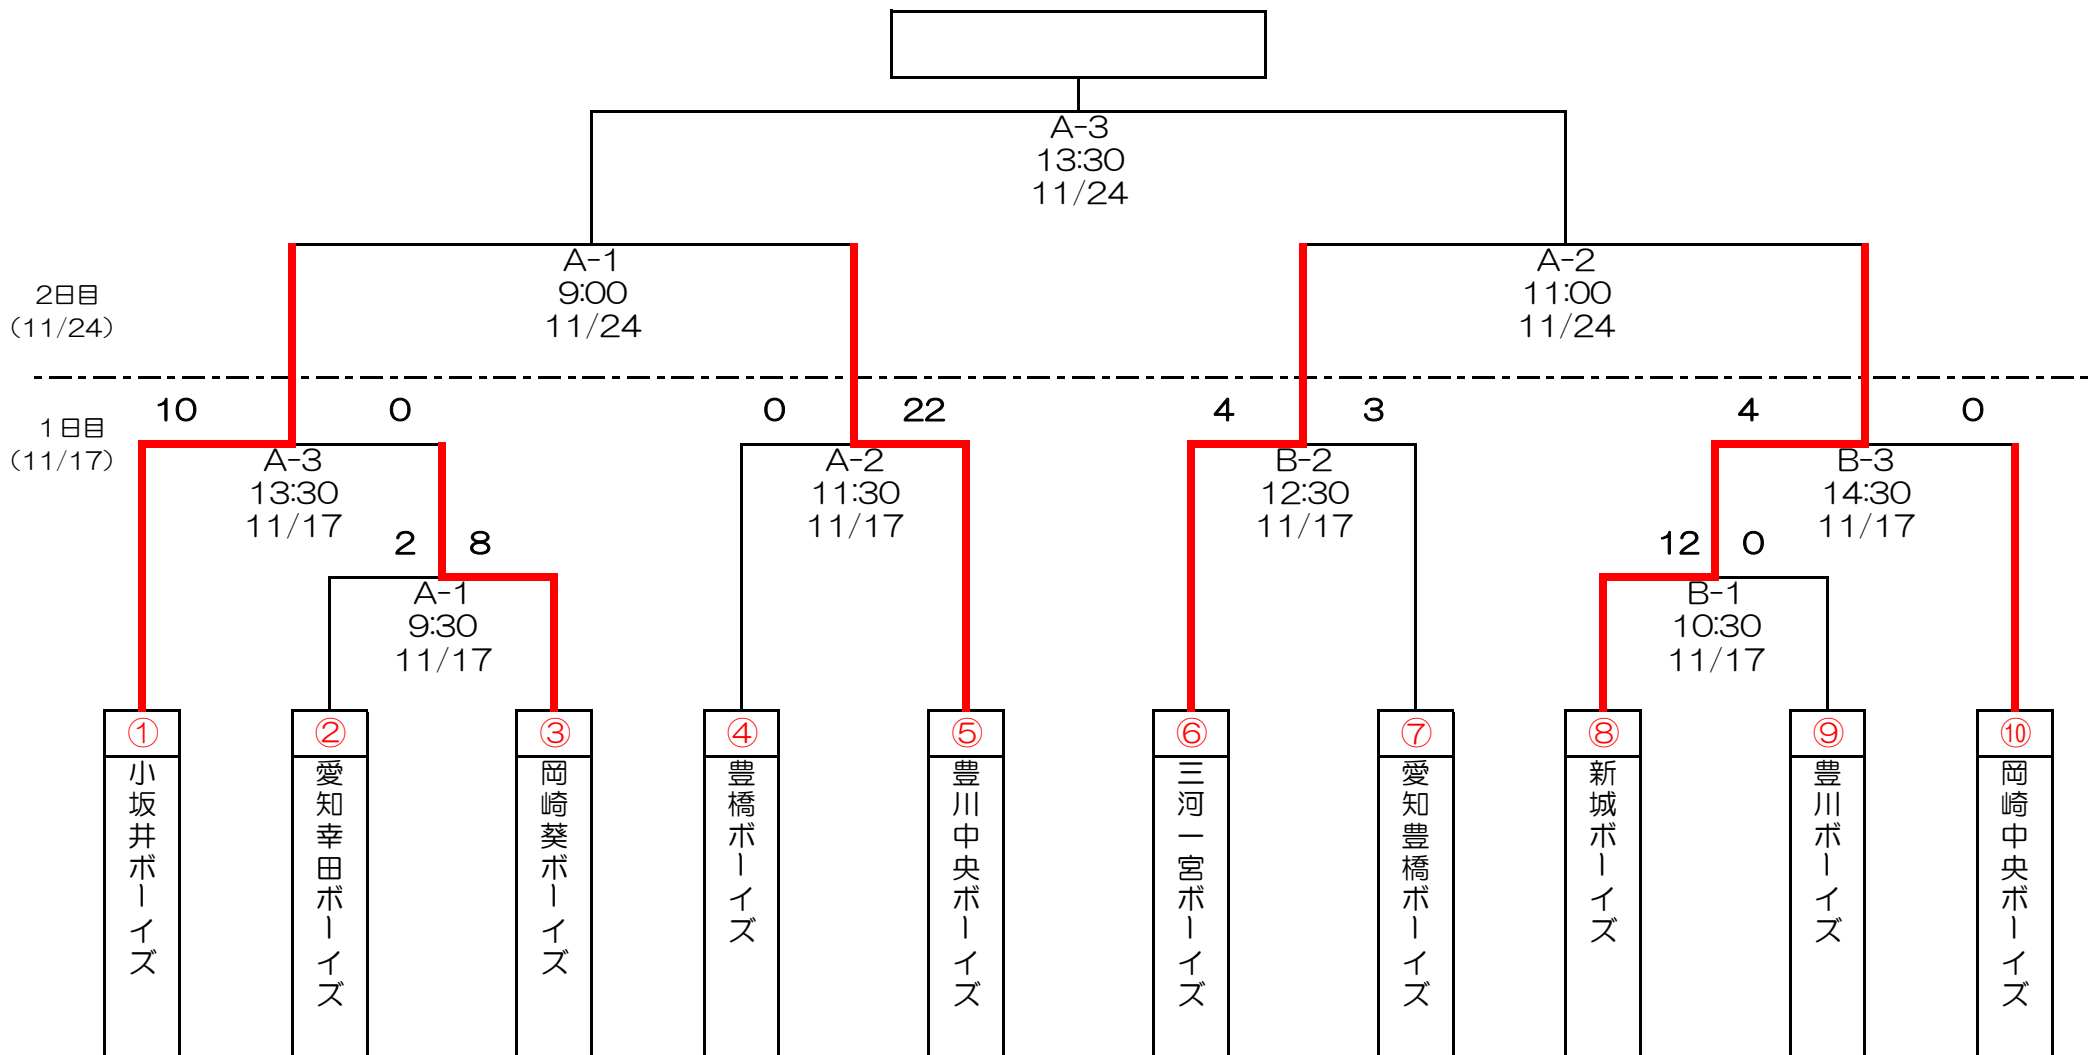 A-3
13:30
11/24
A-1
9:00
11/24
A-2
11:00
11/24
2日目
(11/24)
10
0
0
22
4
3
4
0
1日目
(11/17)
A-3
13:30
11/17
A-2
11:30
11/17
B-2
12:30
11/17
B-3
14:30
11/17
2
8
12
0
A-1
9:30
11/17
B-1
10:30
11/17
①
小坂井ボーイズ
②
愛知幸田ボーイズ
③
岡崎葵ボーイズ
④
豊橋ボーイズ
⑤
豊川中央ボーイズ
⑥
三河一宮ボーイズ
⑦
愛知豊橋ボーイズ
⑧
新城ボーイズ
⑨
豊川ボーイズ
⑩
岡崎中央ボーイズ